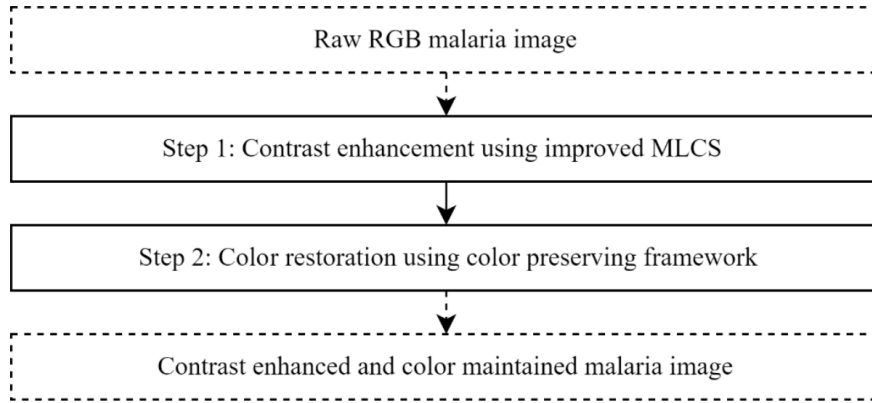 Raw RGB malaria image
Step 1: Contrast enhancement using improved MLCS
Step 2: Color restoration using color preserving framework
Contrast enhanced and color maintained malaria image